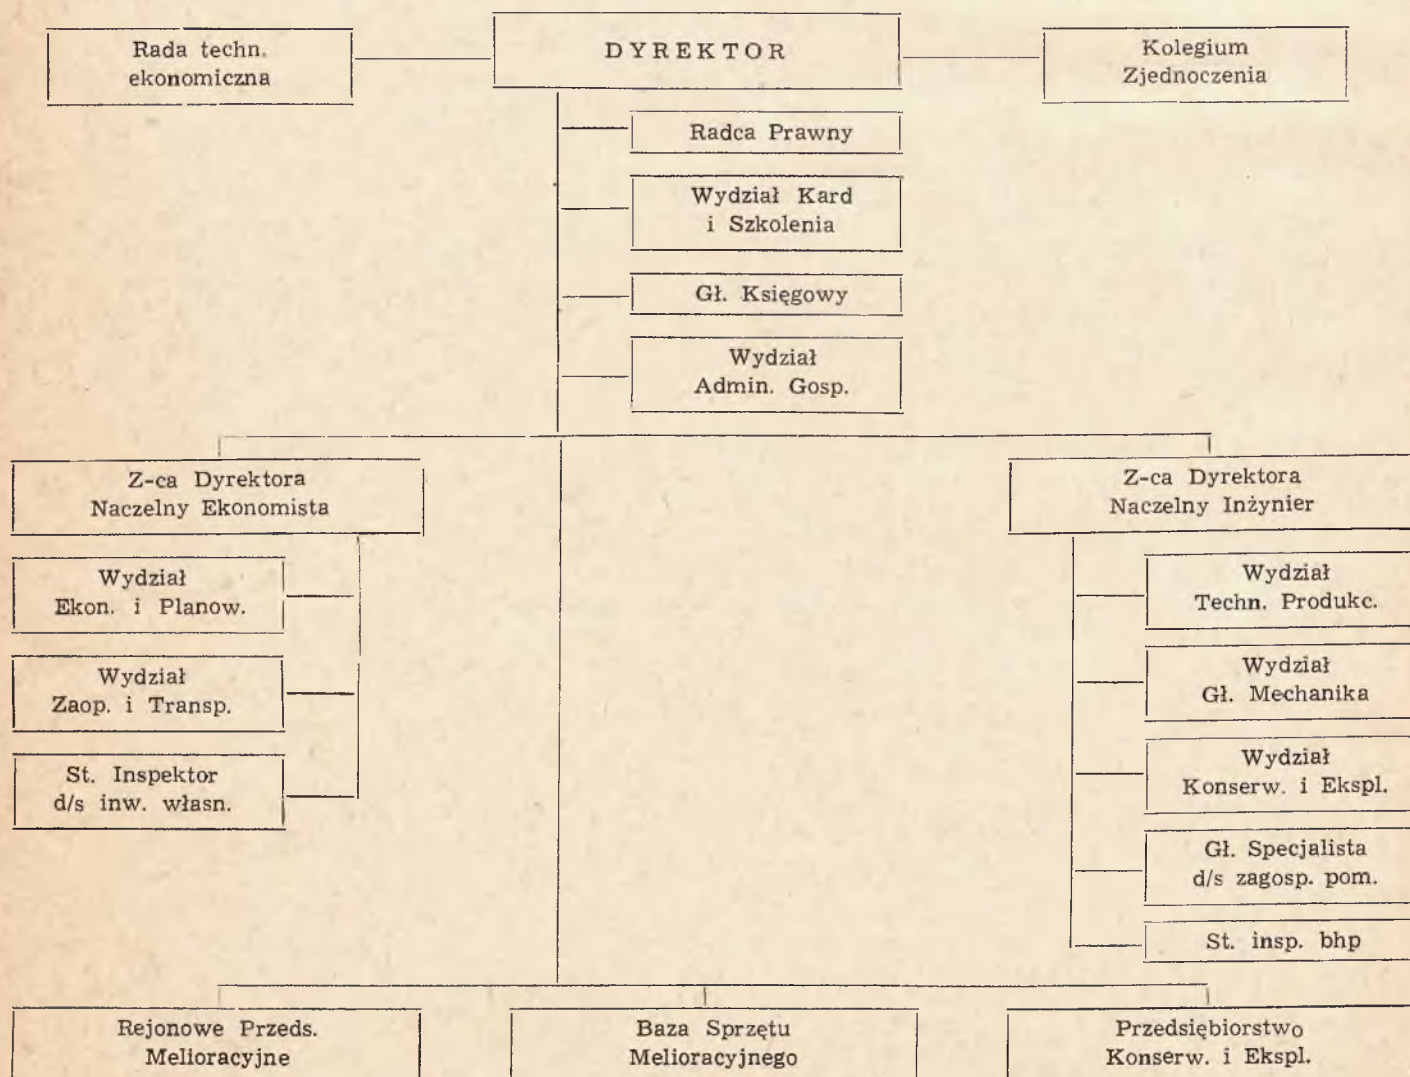 Rada techn.
ekonomiczna
DYREKTOR
Kolegium
Zjednoczenia
Radca Prawny
Wydział Kard
i Szkolenia
Gł. Księgowy
Wydział
Admin. Gosp.
Z-ca Dyrektora
Naczelny Ekonomista
Wydział
Ekon. i Planow.
Wydział
Zaop. i Transp.
St. Inspektor
d/s inw. własn.
Z-ca Dyrektora
Naczelny Inżynier
Wydział
Techn. Produkc.
Wydział
Gł. Mechanika
Wydział
Konserw. i Ekspl.
Gł. Specjalista
d/s zagosp. pom.
St. insp. bhp
Rejonowe Przeds.
Melioracyjne
Baza Sprzętu
Melioracyjnego
Przedsiębiorstwo
Konserw. i Ekspl.